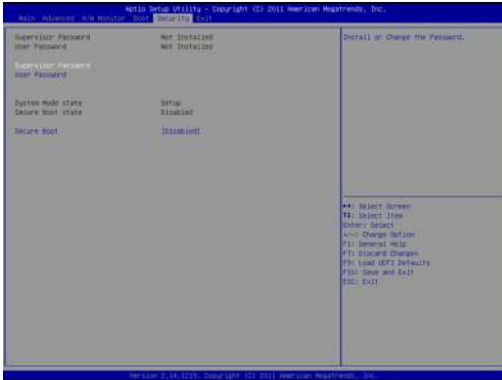 Aptio Setup Utility - Copyright (C) 2011 American Megatrends, Inc.
Main Advanced H/W Monitor Boot Security Exit
Supervisor Password Not Installed
User Password Not Installed
Supervisor Password
User Password
System Mode state Setup
Secure Boot state Disabled
Secure Boot [Disabled]
Install or Change the Password.
→←: Select Screen
↑↓: Select Item
Enter: Select
+/-: Change Option
F1: General Help
F7: Discard Changes
F9: Load UEFI Defaults
F10: Save and Exit
ESC: Exit
Version 2.14.1219. Copyright (C) 2011 American Megatrends, Inc.